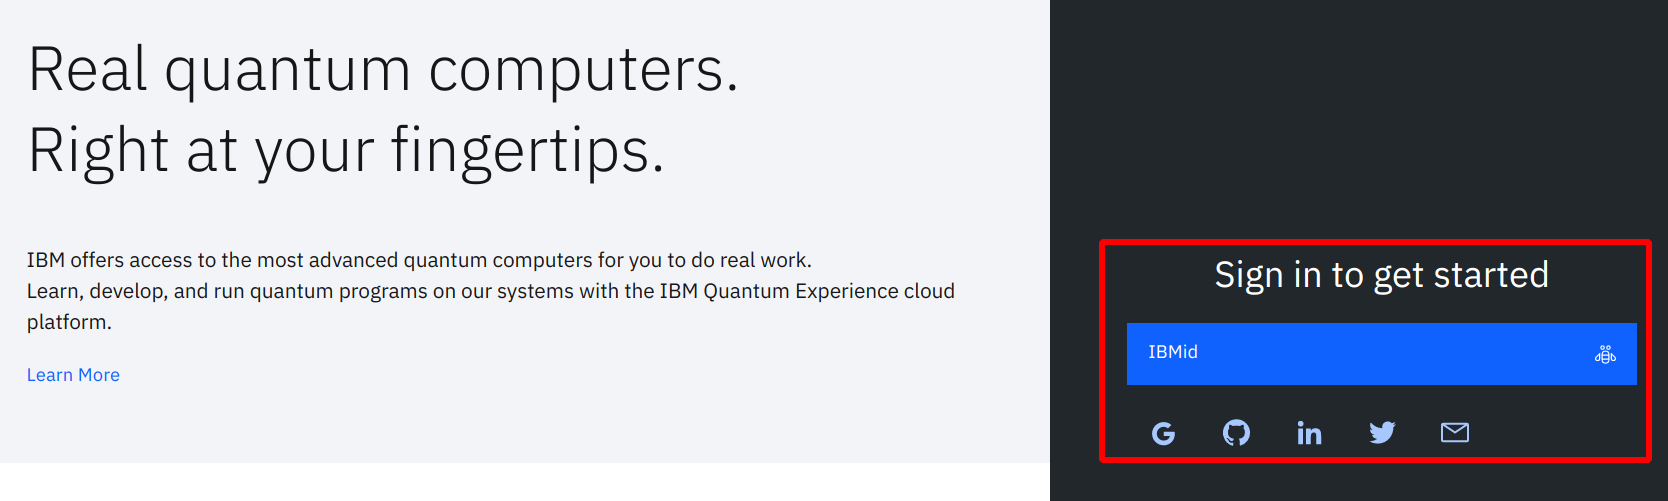 Real quantum computers.
Right at your fingertips.
IBM offers access to the most advanced quantum computers for you to do real work.
Learn, develop, and run quantum programs on our systems with the IBM Quantum Experience cloud
platform.
Learn More
Sign in to get started
IBMid